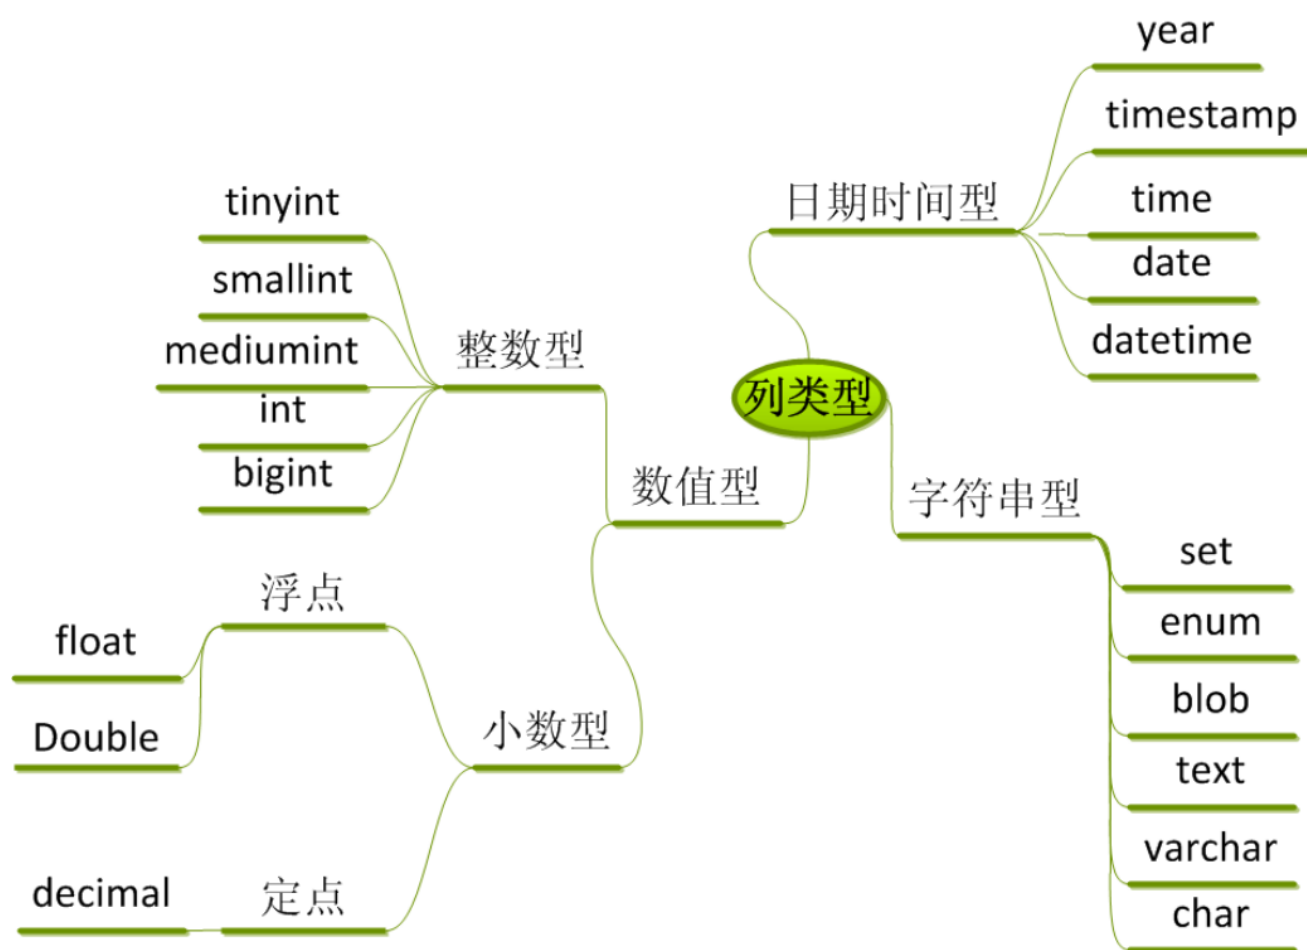 列类型
日期时间型
year
timestamp
time
date
datetime
字符串型
set
enum
blob
text
varchar
char
数值型
整数型
tinyint
smallint
mediumint
int
bigint
小数型
浮点
float
Double
定点
decimal